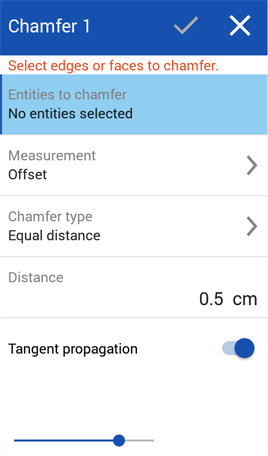 Chamfer 1
Select edges or faces to chamfer.
Entities to chamfer
No entities selected
Measurement
Offset
Chamfer type
Equal distance
Distance
0.5 cm
Tangent propagation